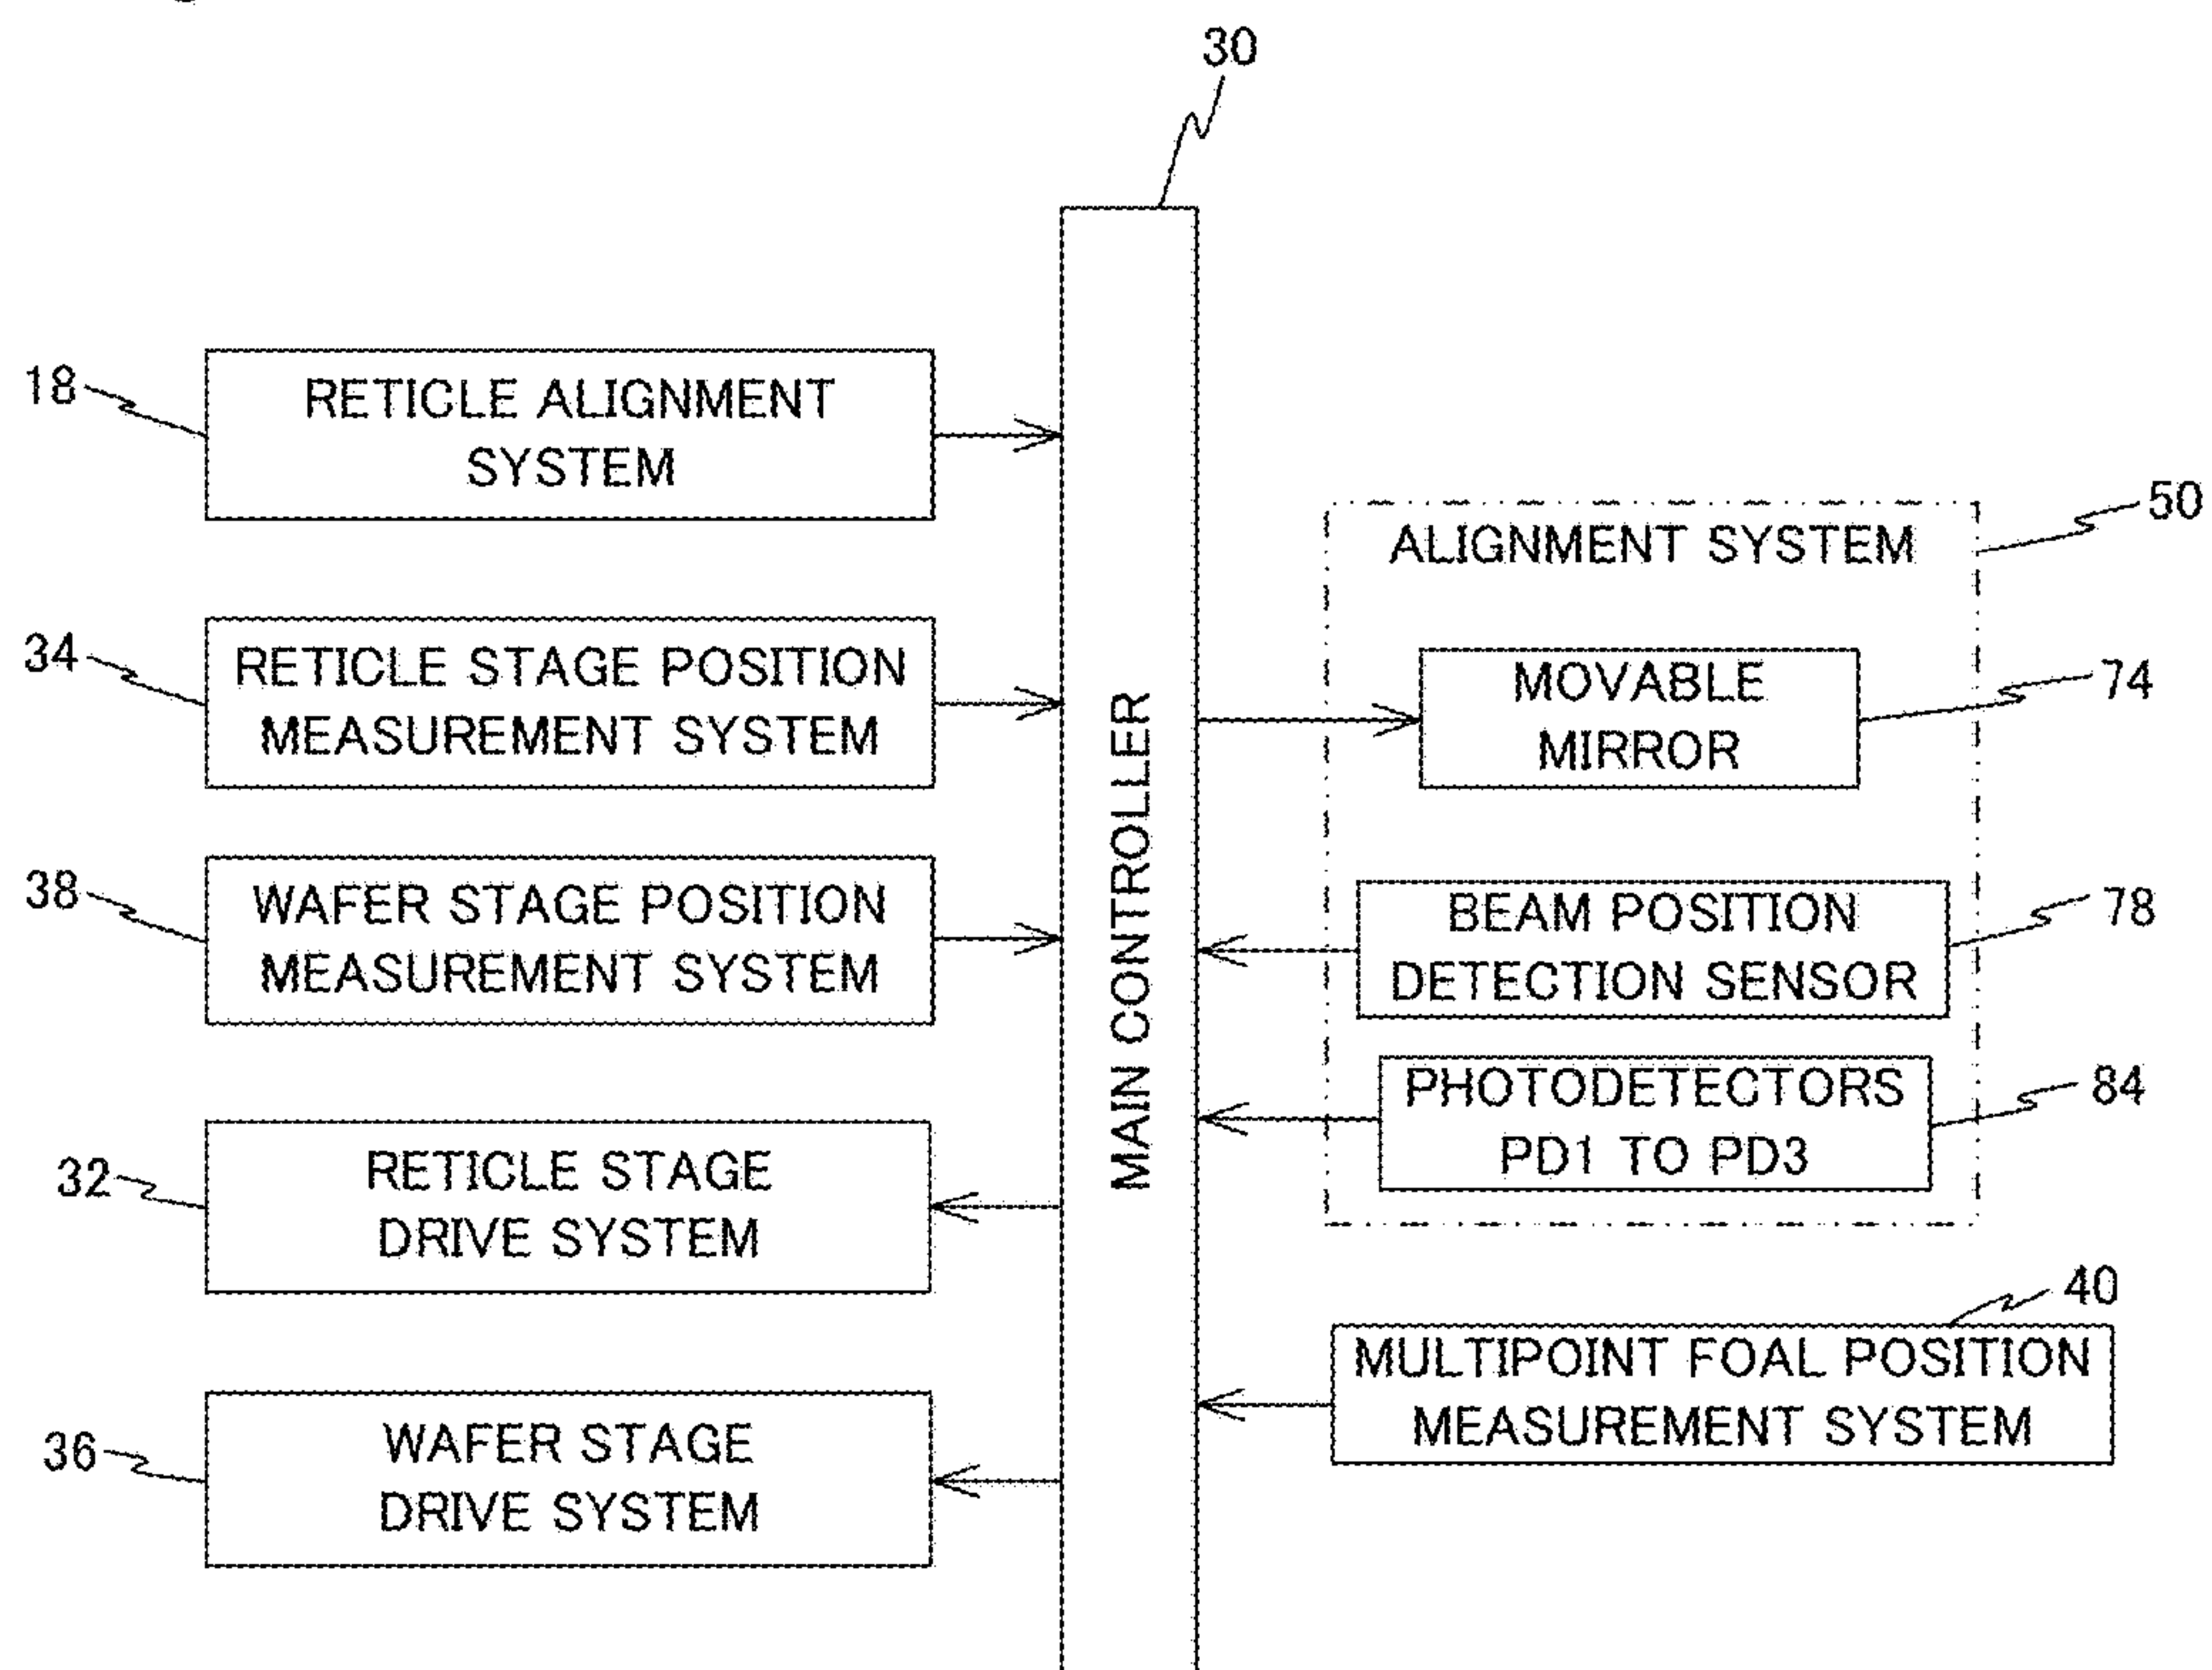 30
18
RETICLE ALIGNMENT
SYSTEM
34
RETICLE STAGE POSITION
MEASUREMENT SYSTEM
38
WAFER STAGE POSITION
MEASUREMENT SYSTEM
32
RETICLE STAGE
DRIVE SYSTEM
36
WAFER STAGE
DRIVE SYSTEM
MAIN CONTROLLER
50
ALIGNMENT SYSTEM
MOVABLE
MIRROR
74
BEAM POSITION
DETECTION SENSOR
78
PHOTODETECTORS
PD1 TO PD3
84
40
MULTIPOINT FOAL POSITION
MEASUREMENT SYSTEM